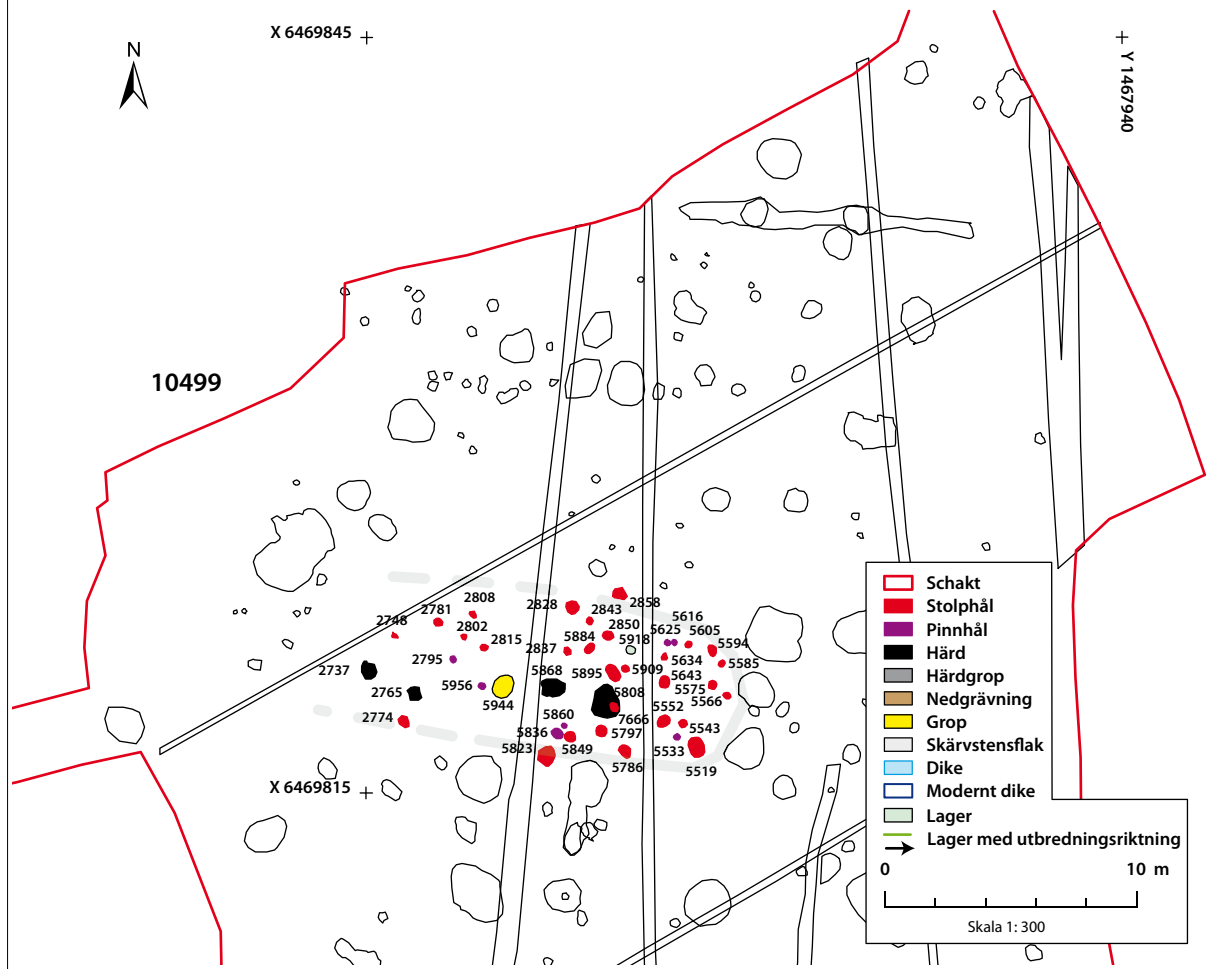 X 6469845
Y 1467940
N
10499
2808
2781
2748
2802
2815
2828
2843
2858
2850
5616
5625
5605
5918
5594
5884
2837
2795
2737
5634
5585
5909
5643
5868
5895
5575
5566
2765
5956
5944
5808
5552
2774
5860
7666
5543
5836
5797
5823
5849
5533
5786
5519
X 6469815
Schakt
Stolphål
Pinnhål
Härd
Härdgrop
Nedgrävning
Grop
Skärvstensflak
Dike
Modernt dike
Lager
Lager med utbredningsriktning
0 10 m
Skala 1: 300